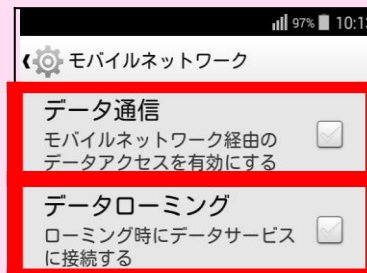 97% 10:13
モバイルネットワーク
データ通信
モバイルネットワーク経由の
データアクセスを有効にする
データローミング
ローミング時にデータサービス
に接続する